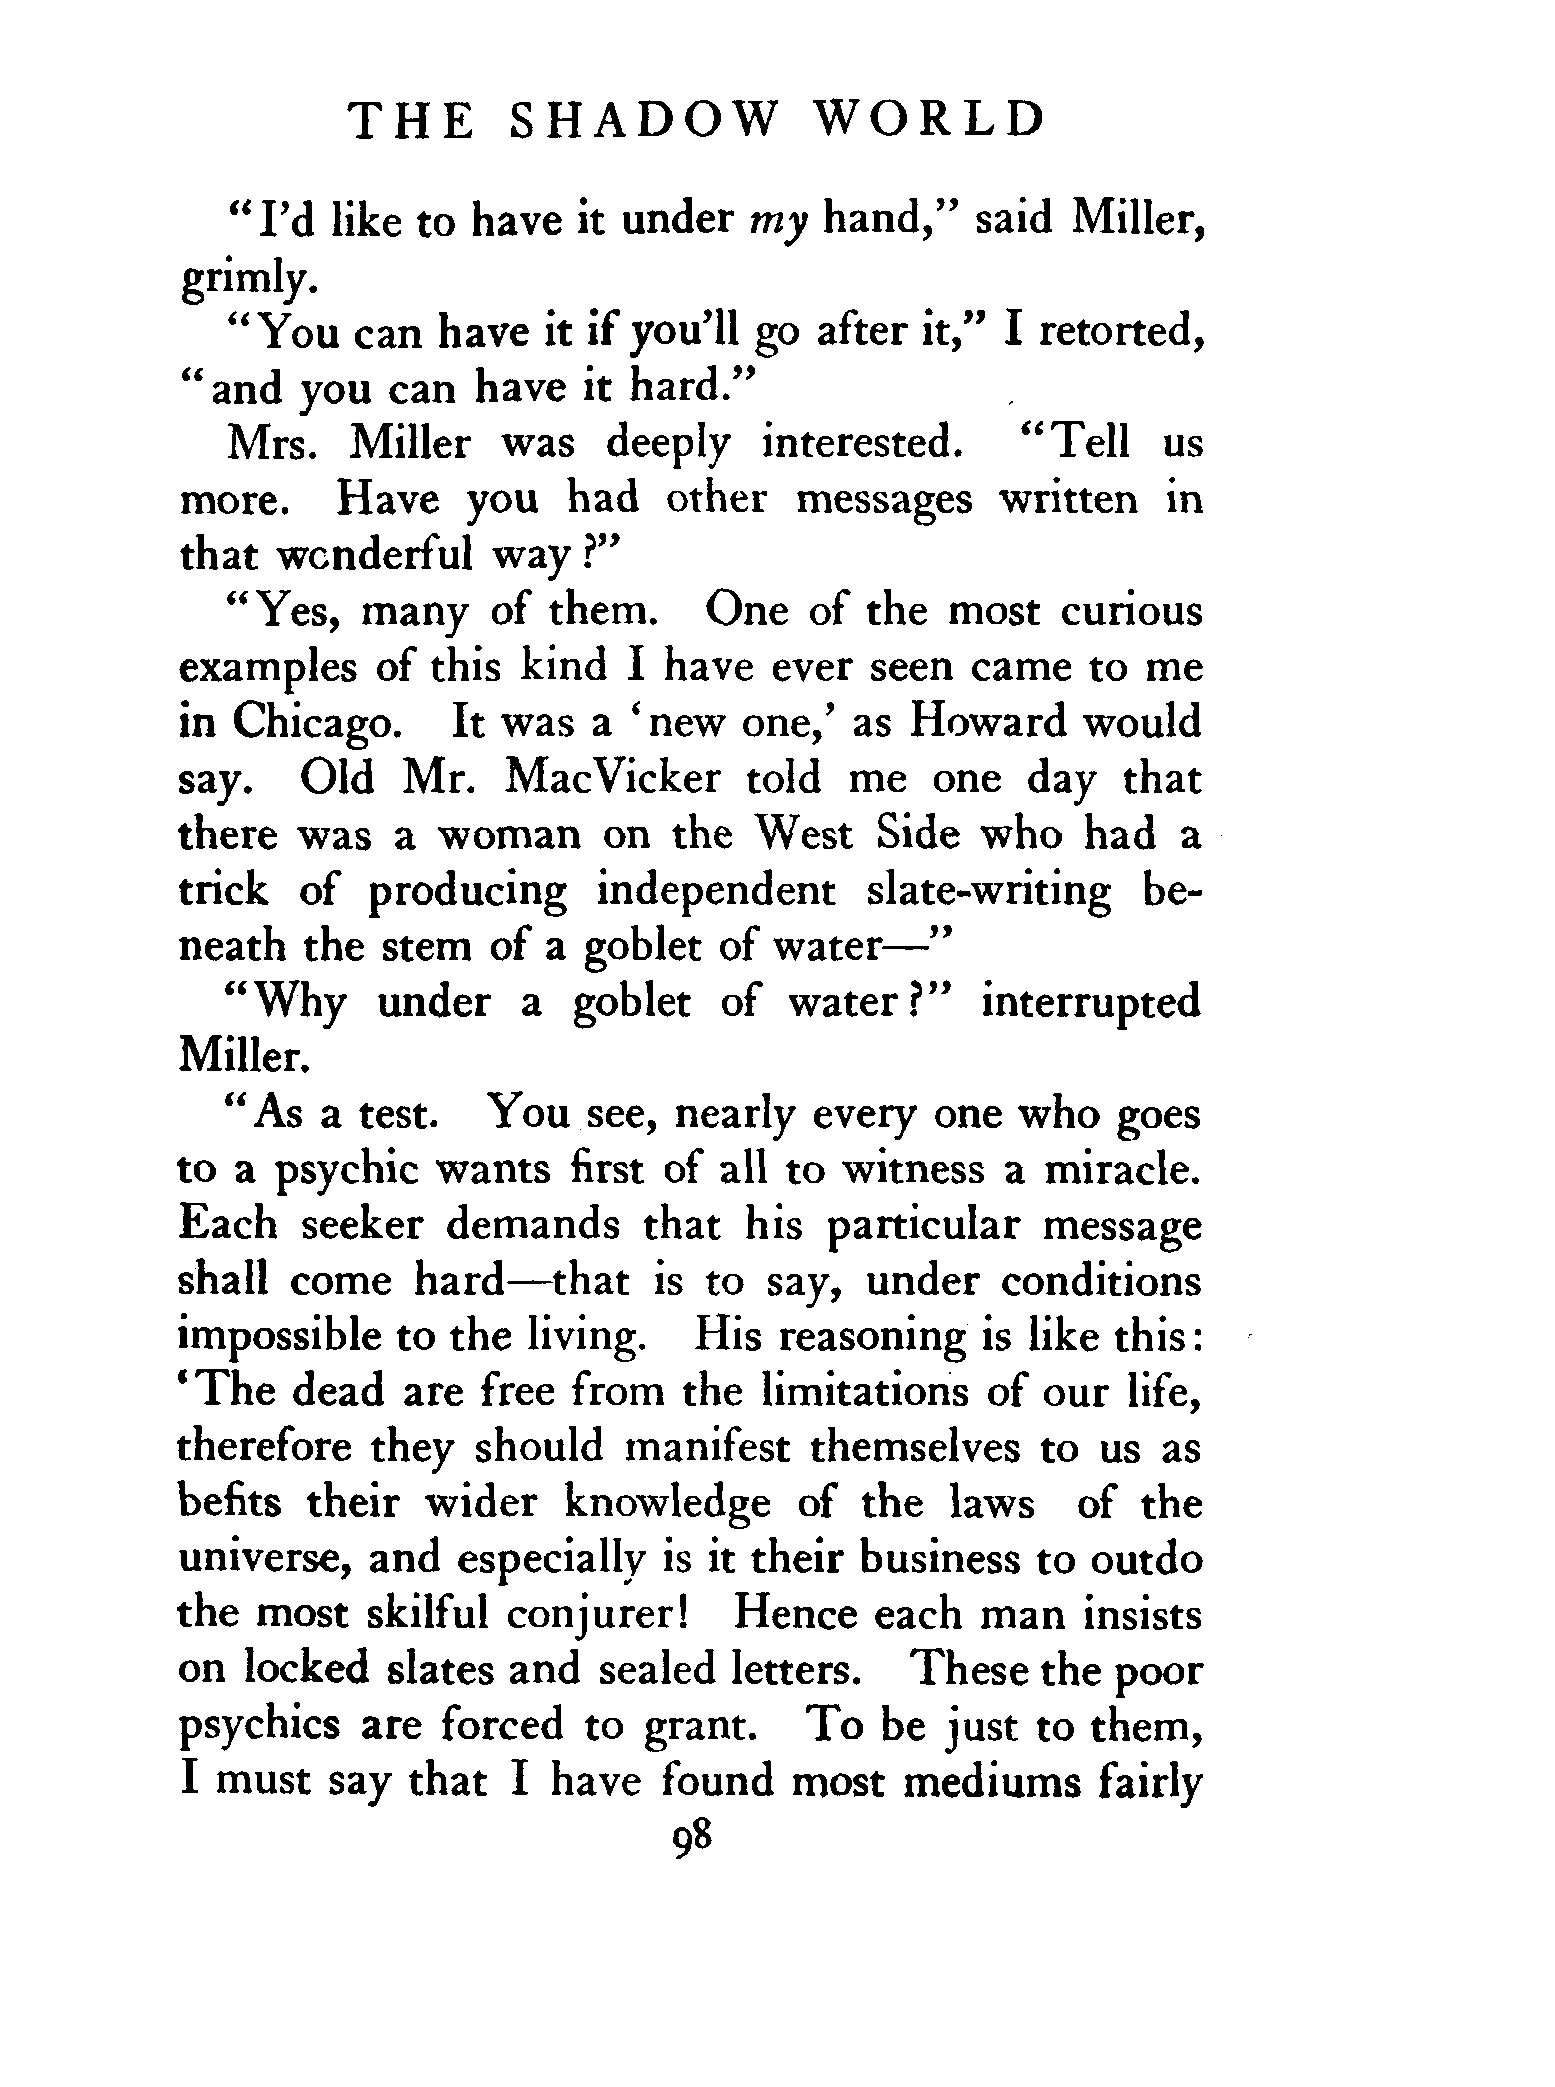 THE SHADOW WORLD
“I’d like to have it under my hand,” said Miller,
grimly.
“You can have it if you’ll go after it,” I retorted,
“and you can have it hard.”
Mrs. Miller was deeply interested. “Tell us
more. Have you had other messages written in
that wonderful way?”
“Yes, many of them. One of the most curious
examples of this kind I have ever seen came to me
in Chicago. It was a ‘new one,’ as Howard would
say. Old Mr. MacVicker told me one day that
there was a woman on the West Side who had a
trick of producing independent slate-writing be-
neath the stem of a goblet of water—”
“Why under a goblet of water?” interrupted
Miller.
“As a test. You see, nearly every one who goes
to a psychic wants first of all to witness a miracle.
Each seeker demands that his particular message
shall come hard—that is to say, under conditions
impossible to the living. His reasoning is like this:
‘The dead are free from the limitations of our life,
therefore they should manifest themselves to us as
befits their wider knowledge of the laws of the
universe, and especially is it their business to outdo
the most skilful conjurer! Hence each man insists
on locked slates and sealed letters. These the poor
psychics are forced to grant. To be just to them,
I must say that I have found most mediums fairly
98